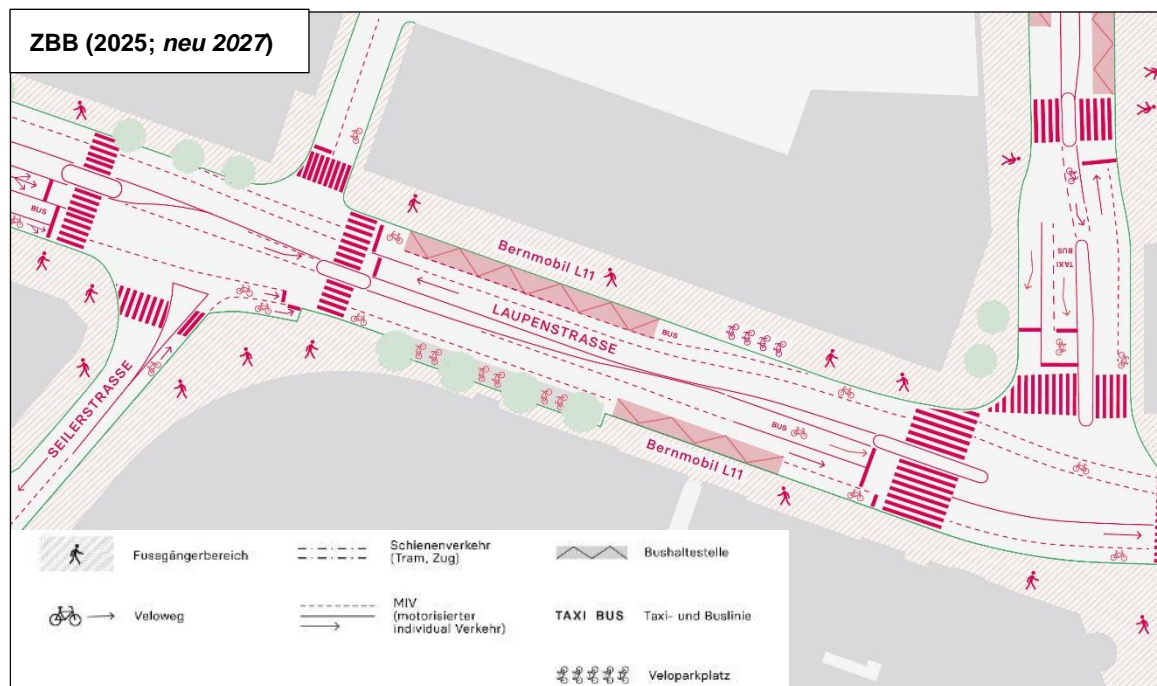 ZBB (2025; neu 2027)
BUS
Bernmobil L11
LAUPENSTRASSE
BUS
TAXI
BUS
SEILERSTRASSE
BUS
Bernmobil L11
Fussgängerbereich
Schienenverkehr
(Tram, Zug)
Bushaltestelle
Veloweg
MIV
(motorisierter
individual Verkehr)
TAXI BUS
Taxi- und Buslinie
Veloparkplatz